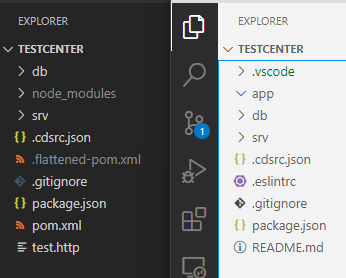 EXPLORER
TESTCENTER
db
node_modules
srv
.cdsrc.json
.flattened-pom.xml
.gitignore
package.json
pom.xml
test.http
1
EXPLORER
TESTCENTER
.vscode
app
db
srv
.cdsrc.json
.eslintrc
.gitignore
package.json
README.md